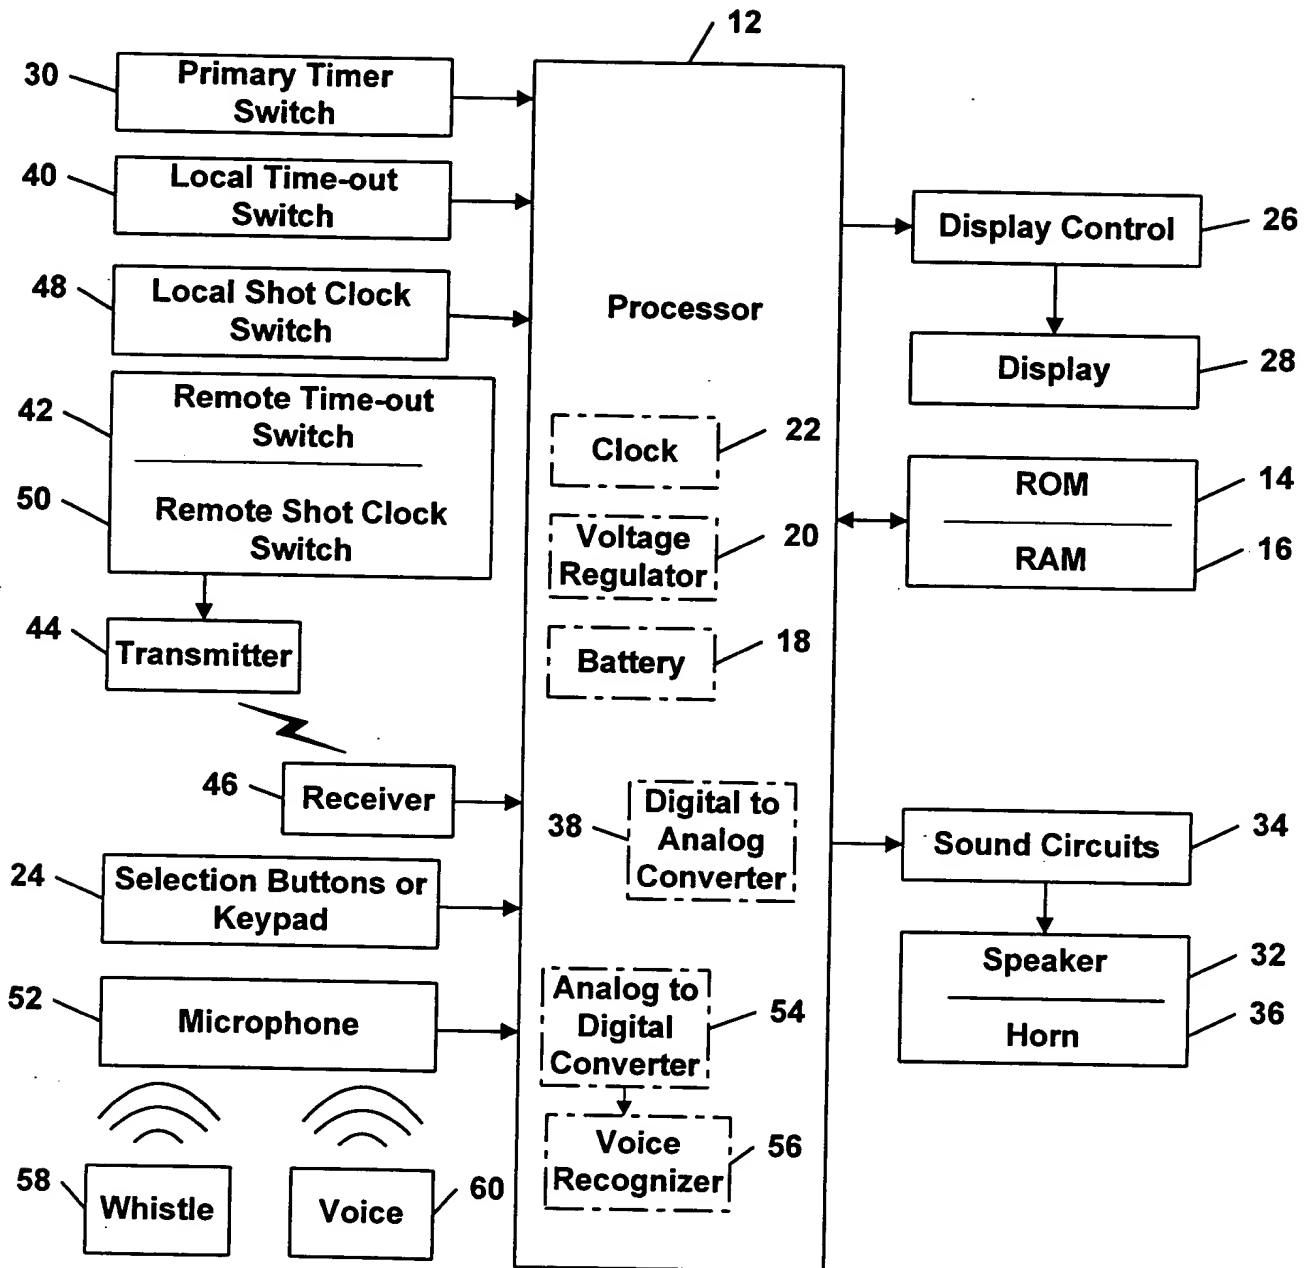 12
30
Primary Timer
Switch
40
Local Time-out
Switch
48
Local Shot Clock
Switch
42
Remote Time-out
Switch
50
Remote Shot Clock
Switch
44
Transmitter
46
Receiver
24
Selection Buttons or
Keypad
52
Microphone
58
Whistle
Voice
60
Processor
Clock
22
Voltage
Regulator
20
Battery
18
38
Digital to
Analog
Converter
Analog to
Digital
Converter
54
Voice
Recognizer
56
Display Control
26
Display
28
ROM
14
RAM
16
Sound Circuits
34
Speaker
32
Horn
36